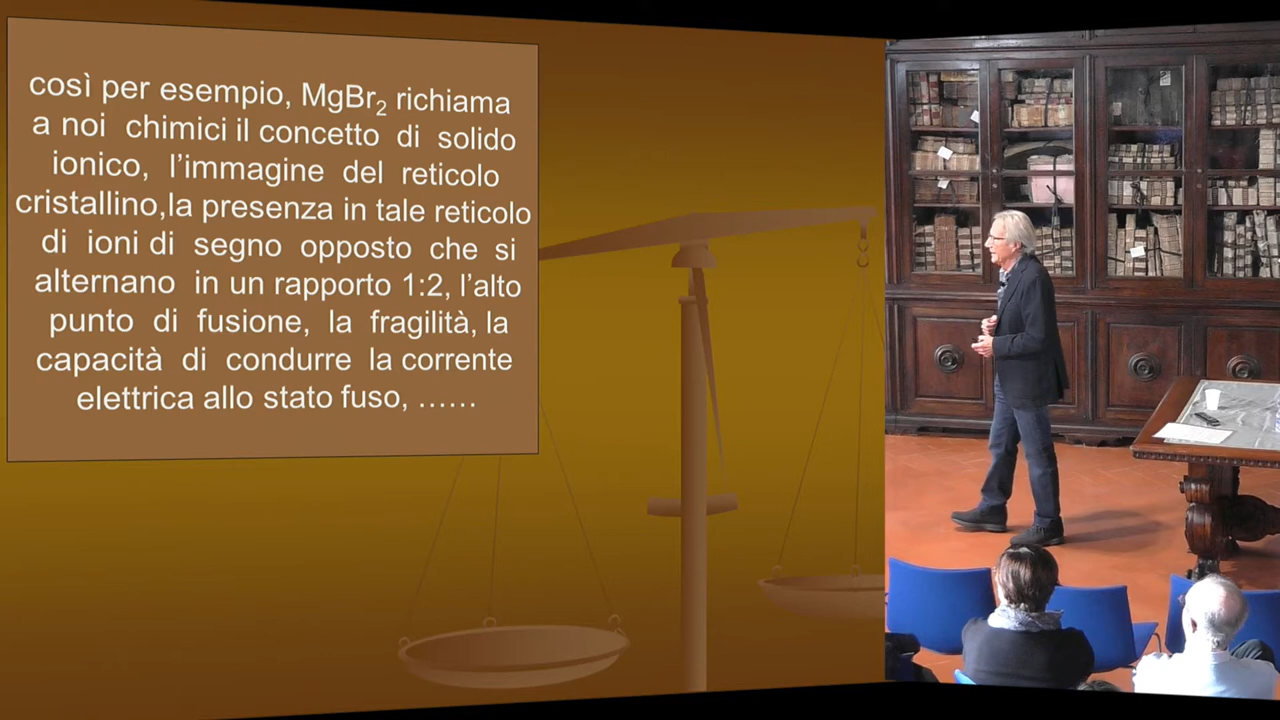 così per esempio, MgBr₂ richiama
a noi chimici il concetto di solido
ionico, l'immagine del reticolo
cristallino,la presenza in tale reticolo
di ioni di segno opposto che si
alternano in un rapporto 1:2, l'alto
punto di fusione, la fragilità, la
capacità di condurre la corrente
elettrica allo stato fuso, ……